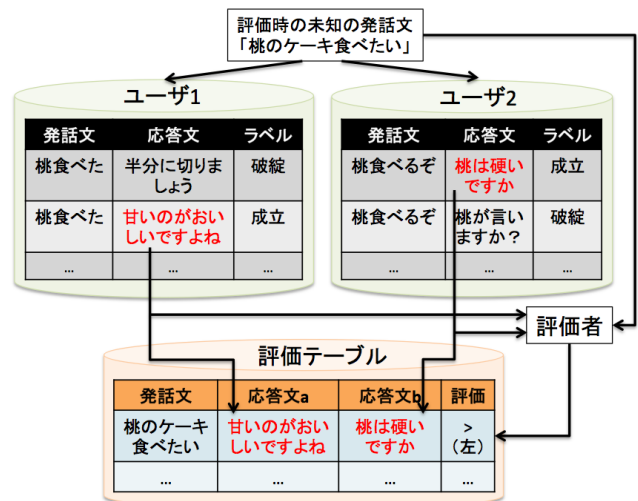 評価時の未知の発話文
「桃のケーキ食べたい」
ユーザ1
発話文 応答文 ラベル
桃食べた 半分に切りま 破綻
しょう
桃食べた 甘いのがおい 成立
しいですよね
... ... ...
ユーザ2
発話文 応答文 ラベル
桃食べるぞ 桃は硬い 成立
ですか
桃食べるぞ 桃が言い 破綻
ますか？
... ... ...
評価者
評価テーブル
発話文 応答文a 応答文b 評価
桃のケーキ 甘いのがおい 桃は硬い >
食べたい しいですよね ですか （左）
... ... ... ...